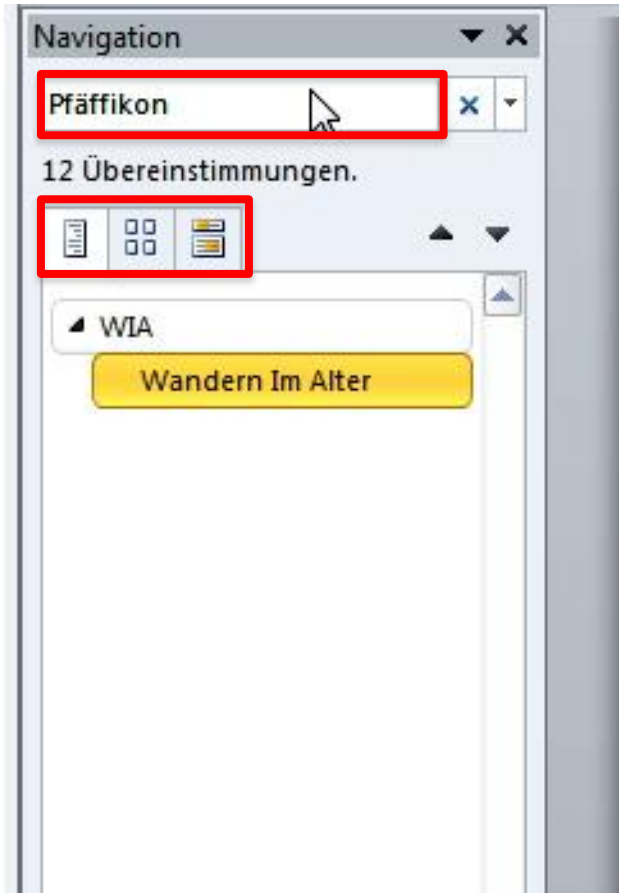 Navigation
Pfäffikon
12 Übereinstimmungen.
WIA
Wandern Im Alter